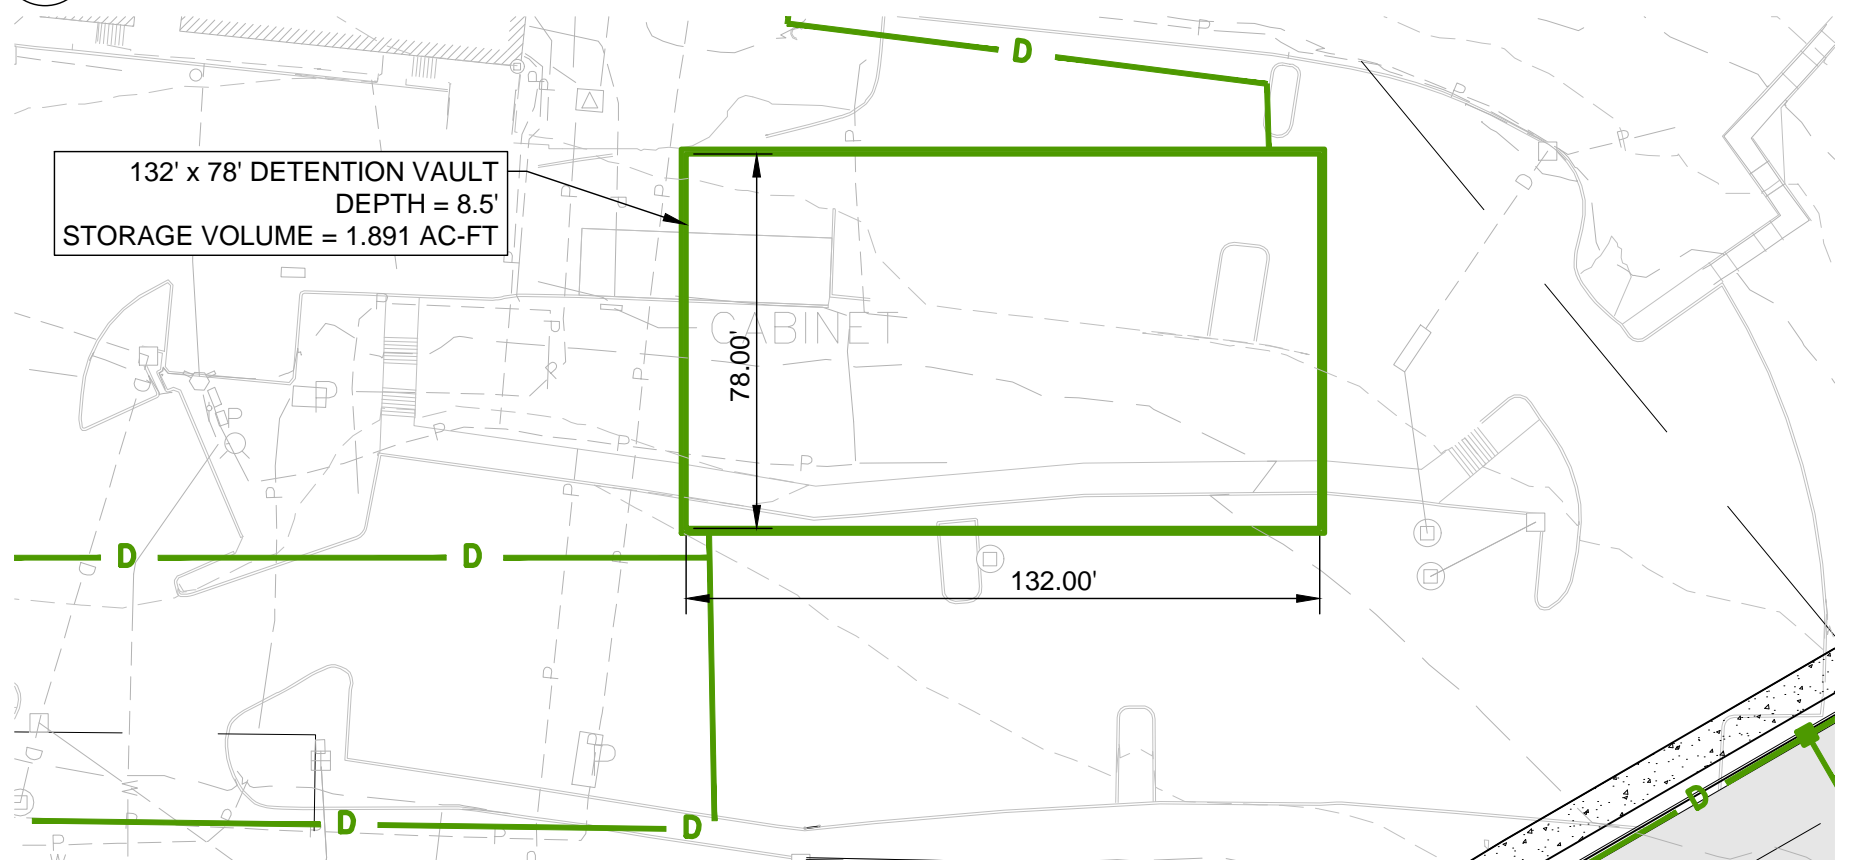 D
132' x 78' DETENTION VAULT
DEPTH = 8.5'
STORAGE VOLUME = 1.891 AC-FT
P
P
P
P
CABINET
78.00'
P
P
P
P
D
D
132.00'
D
D
D
P
W
P